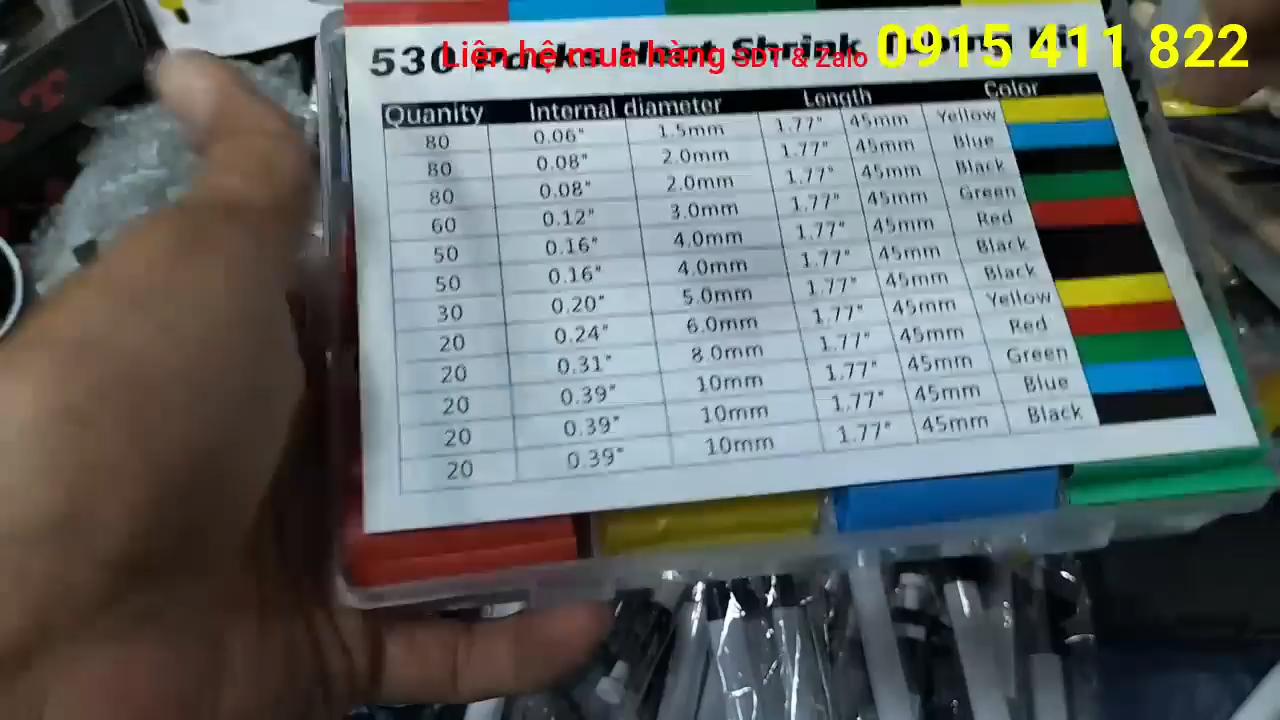 530 Packs Heat Shrink Tubing Kit
Liên hệ mua hàng SDT & Zalo 0915 411 822
Quanity Internal diameter Length Color
80 0.06" 1.5mm 1.77" 45mm Yellow
80 0.08" 2.0mm 1.77" 45mm Blue
80 0.08" 2.0mm 1.77" 45mm Black
60 0.12" 3.0mm 1.77" 45mm Green
50 0.16" 4.0mm 1.77" 45mm Red
50 0.16" 4.0mm 1.77" 45mm Black
30 0.20" 5.0mm 1.77" 45mm Black
20 0.24" 6.0mm 1.77" 45mm Yellow
20 0.31" 8.0mm 1.77" 45mm Red
20 0.39" 10mm 1.77" 45mm Green
20 0.39" 10mm 1.77" 45mm Blue
20 0.39" 10mm 1.77" 45mm Black